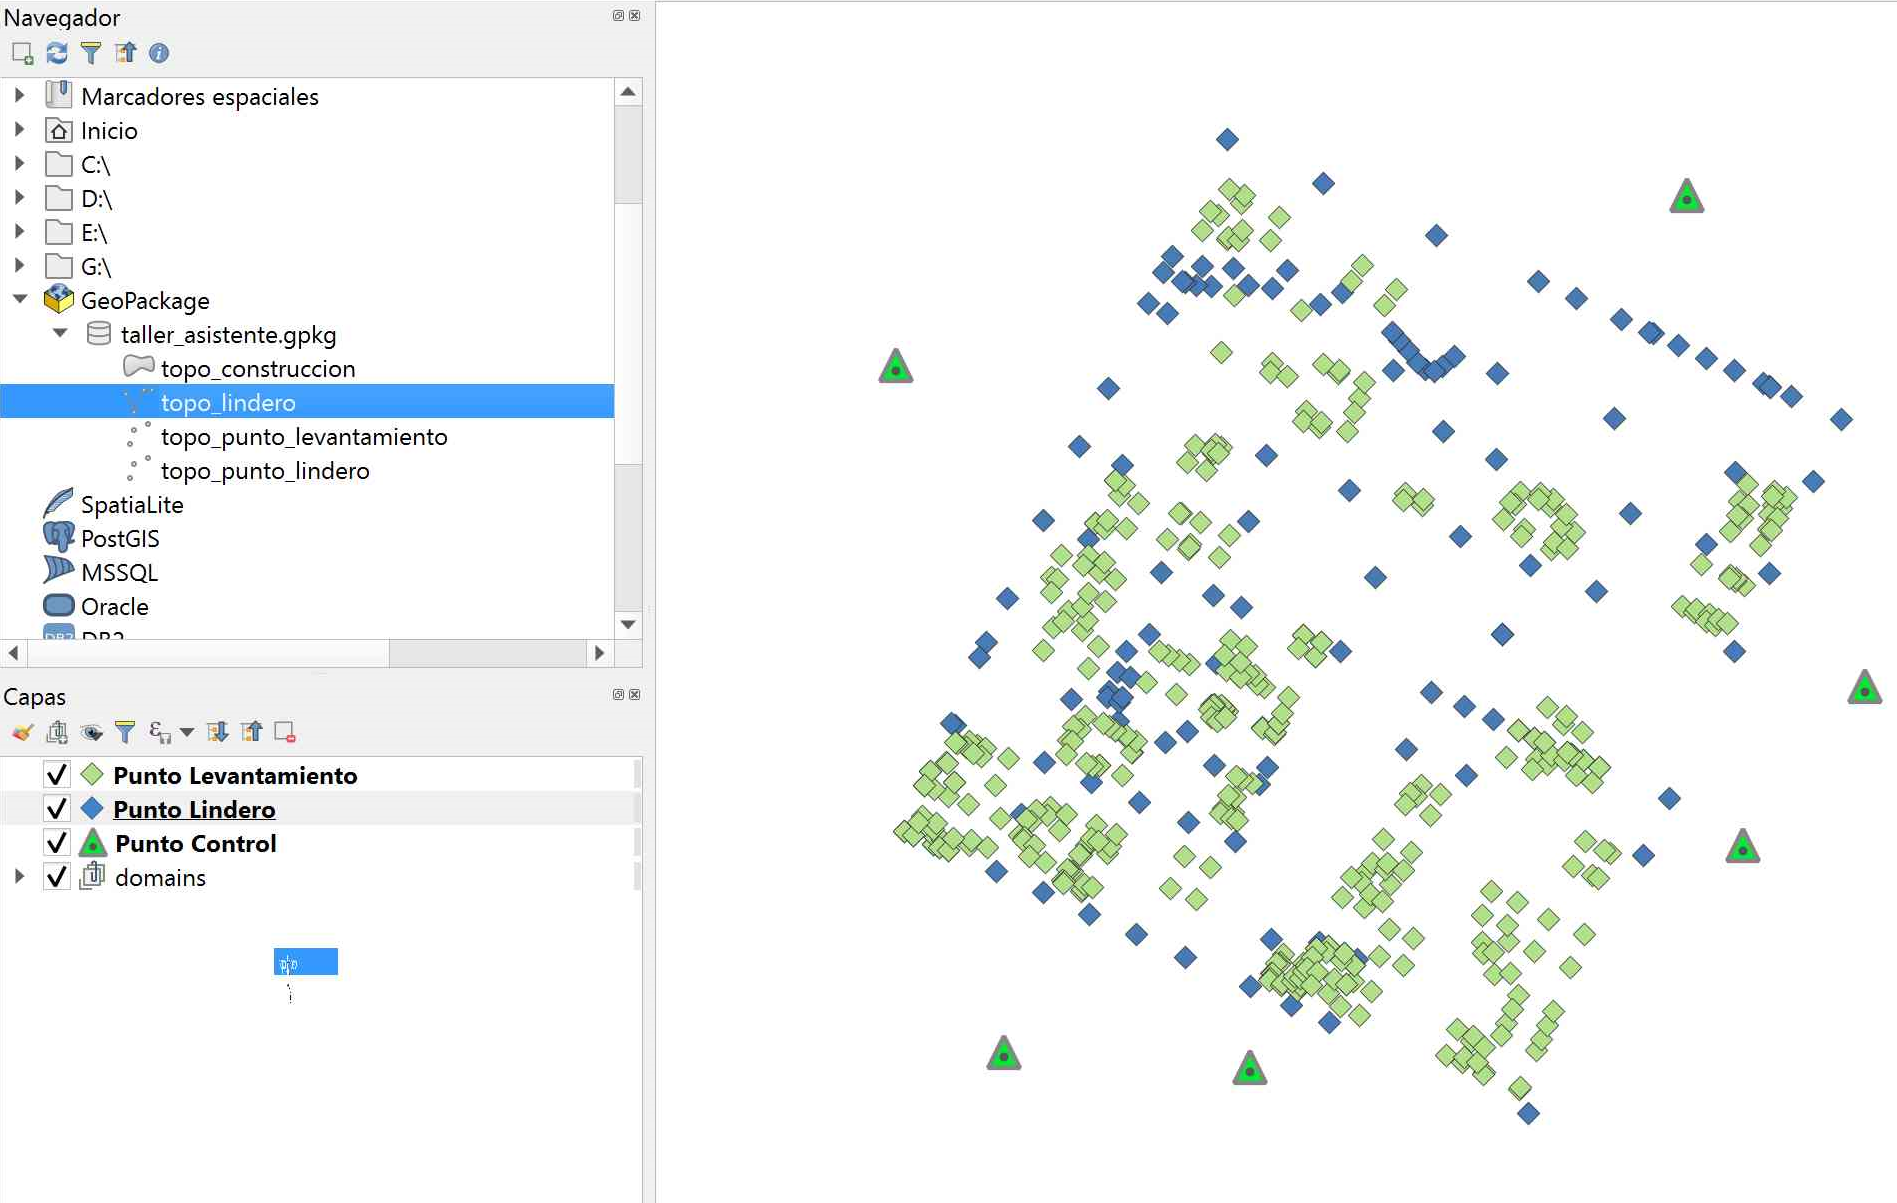 Navegador
Marcadores espaciales
Inicio
C:\
D:\
E:\
G:\
GeoPackage
taller_asistente.gpkg
topo_construccion
topo_lindero
topo_punto_levantamiento
topo_punto_lindero
SpatiaLite
PostGIS
MSSQL
Oracle
DB2
Capas
Punto Levantamiento
Punto Lindero
Punto Control
domains